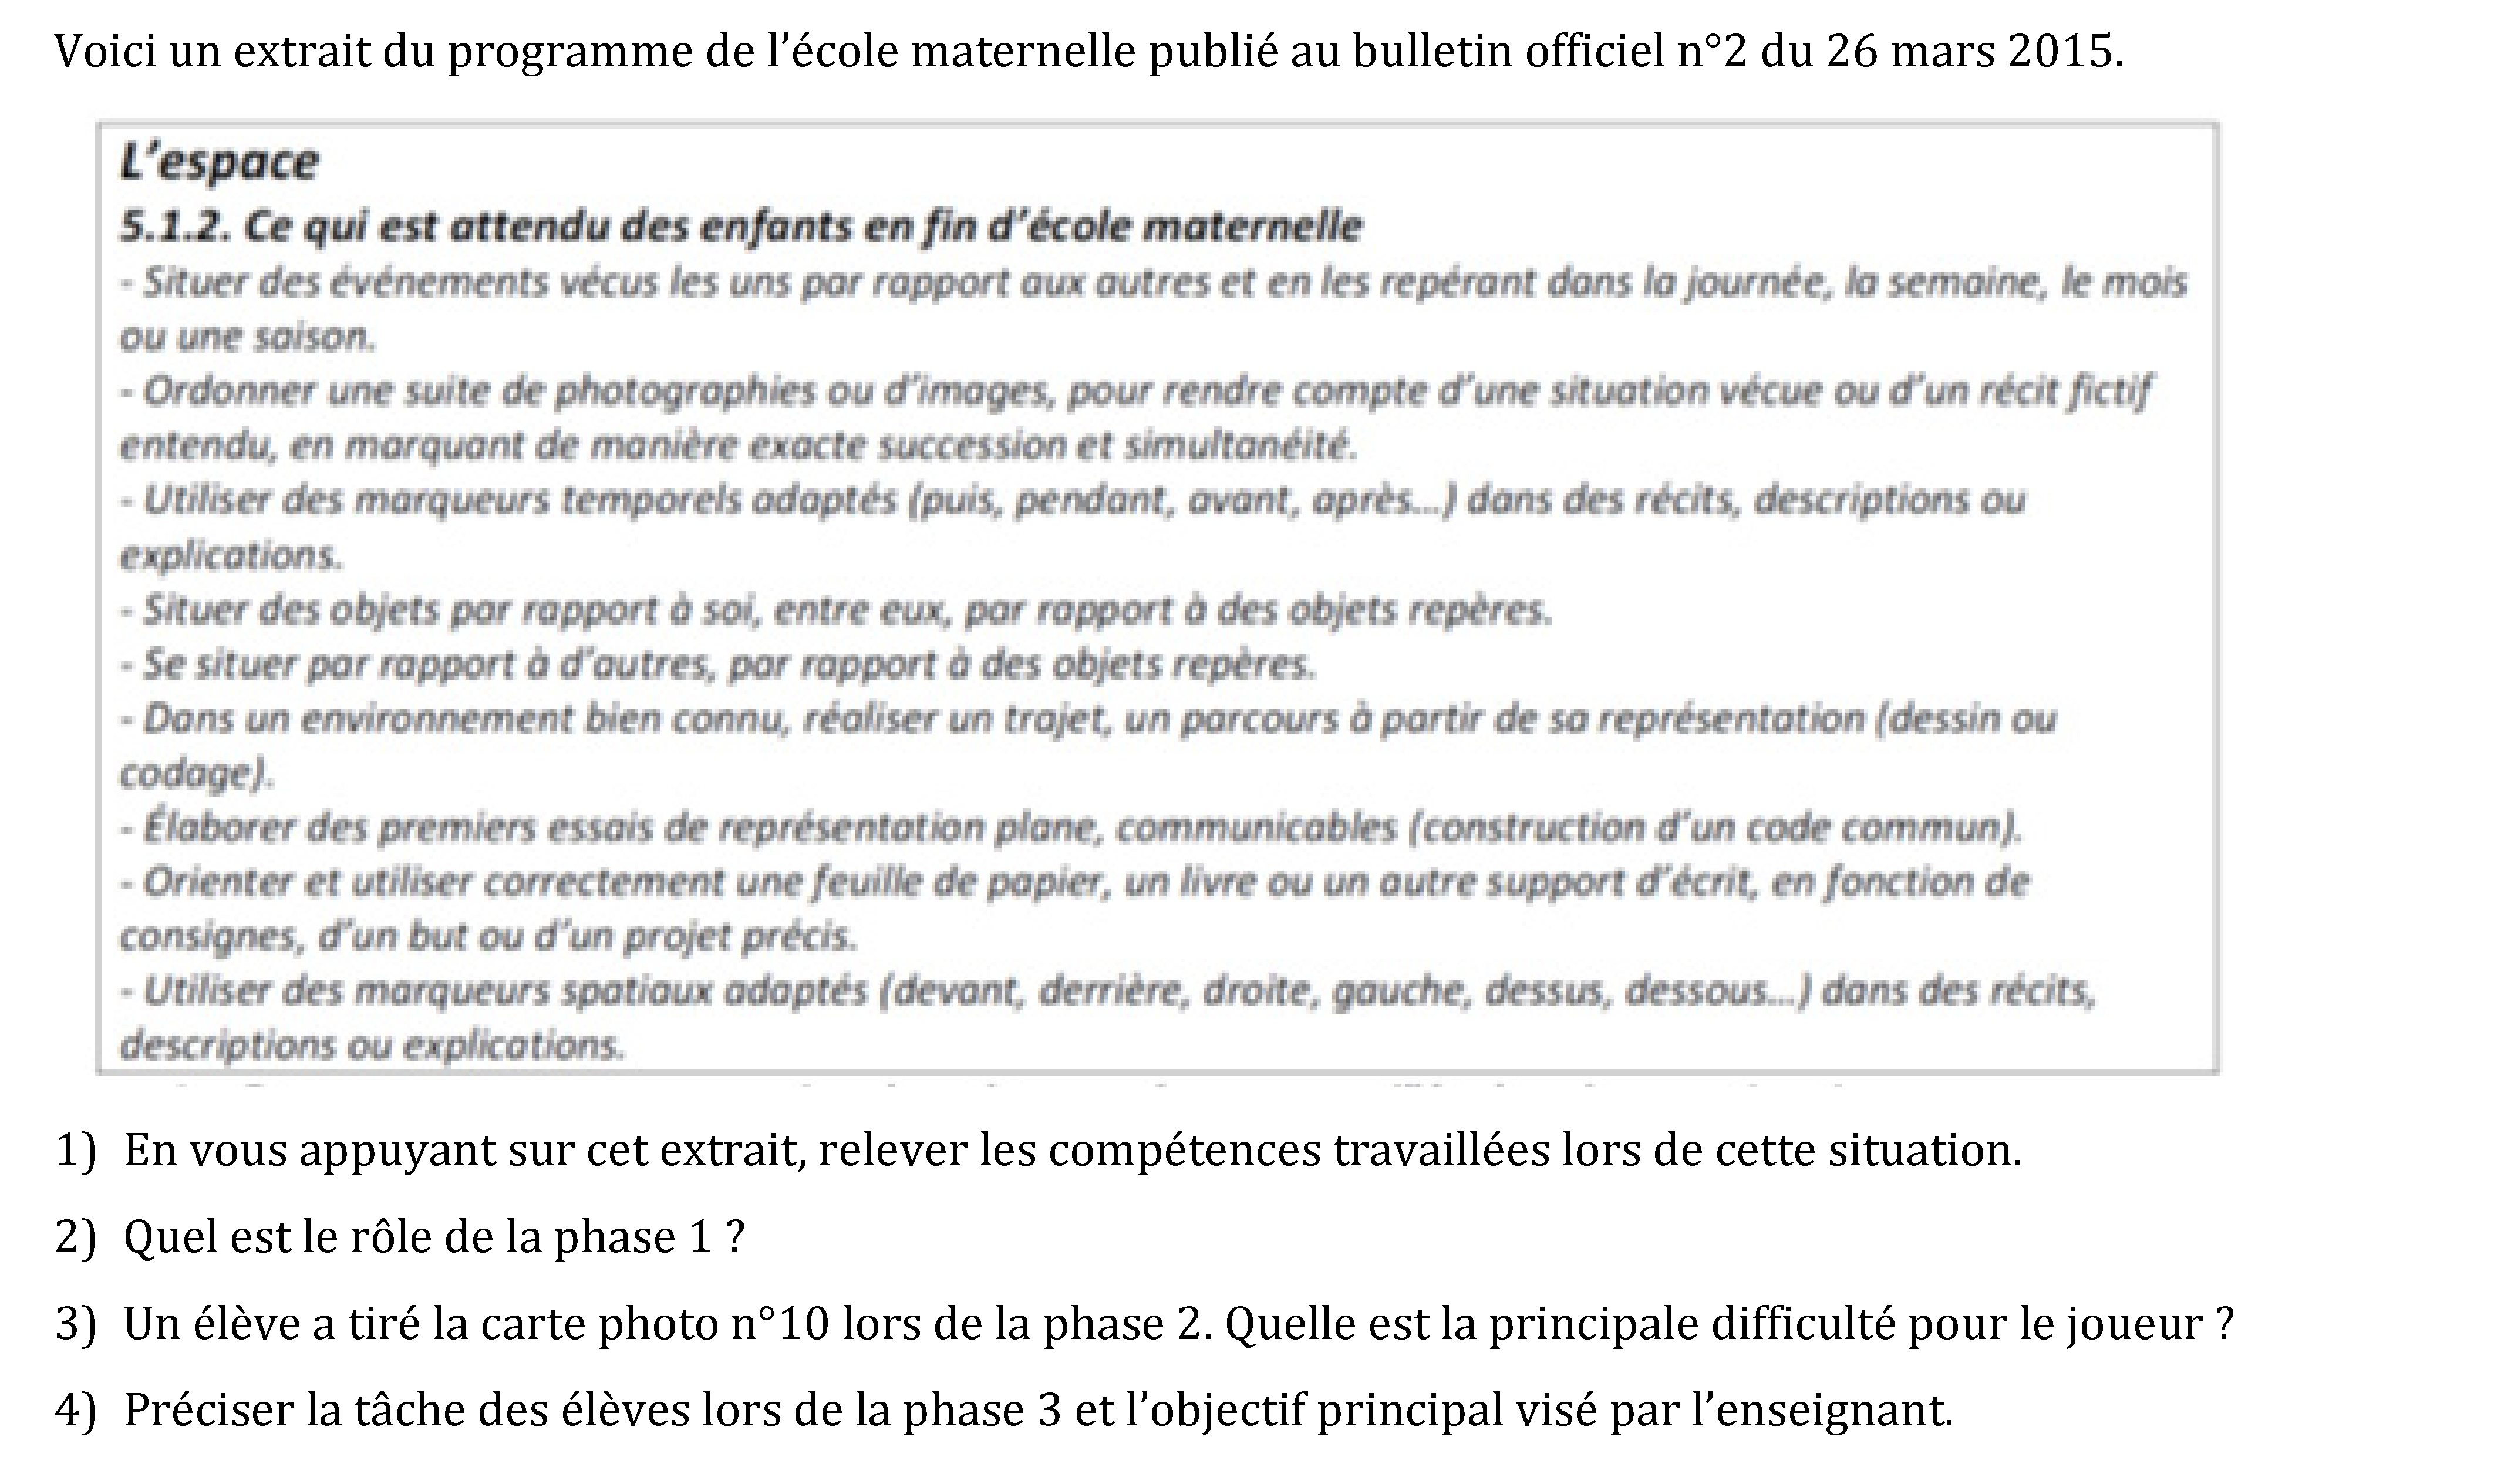 Voici un extrait du programme de l’école maternelle publié au bulletin officiel n°2 du 26 mars 2015.
L’espace
5.1.2. Ce qui est attendu des enfants en fin d’école maternelle
- Situer des événements vécus les uns par rapport aux autres et en les repérant dans la journée, la semaine, le mois
ou une saison.
- Ordonner une suite de photographies ou d’images, pour rendre compte d’une situation vécue ou d’un récit fictif
entendu, en marquant de manière exacte succession et simultanéité.
- Utiliser des marqueurs temporels adaptés (puis, pendant, avant, après...) dans des récits, descriptions ou
explications.
- Situer des objets par rapport à soi, entre eux, par rapport à des objets repères.
- Se situer par rapport à d’autres, par rapport à des objets repères.
- Dans un environnement bien connu, réaliser un trajet, un parcours à partir de sa représentation (dessin ou
codage).
- Élaborer des premiers essais de représentation plane, communicables (construction d’un code commun).
- Orienter et utiliser correctement une feuille de papier, un livre ou un autre support d’écrit, en fonction de
consignes, d’un but ou d’un projet précis.
- Utiliser des marqueurs spatiaux adaptés (devant, derrière, droite, gauche, dessus, dessous...) dans des récits,
descriptions ou explications.
1) En vous appuyant sur cet extrait, relever les compétences travaillées lors de cette situation.
2) Quel est le rôle de la phase 1 ?
3) Un élève a tiré la carte photo n°10 lors de la phase 2. Quelle est la principale difficulté pour le joueur ?
4) Préciser la tâche des élèves lors de la phase 3 et l’objectif principal visé par l’enseignant.